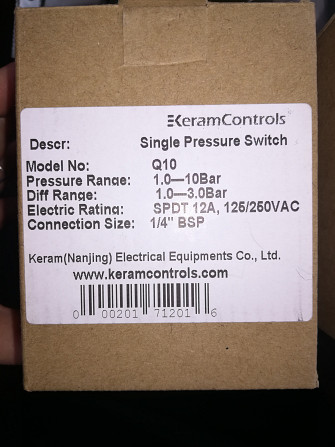 KeramControls
Descr: Single Pressure Switch
Model No: Q10
Pressure Range: 1.0—10Bar
Diff Range: 1.0—3.0Bar
Electric Rating: SPDT 12A, 125/250VAC
Connection Size: 1/4" BSP
Keram(Nanjing) Electrical Equipments Co., Ltd.
www.keramcontrols.com
0 00201 71201 6